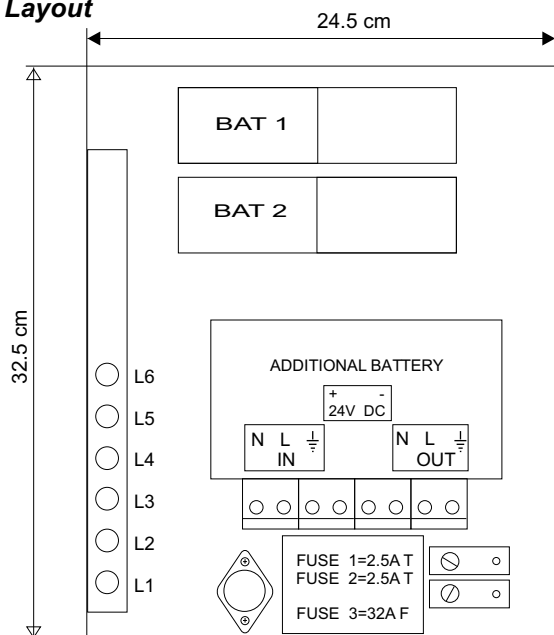 Layout
24.5 cm
32.5 cm
BAT 1
BAT 2
ADDITIONAL BATTERY
+ -
24V DC
N L
IN
N L
OUT
L6
L5
L4
L3
L2
L1
FUSE 1=2.5A T
FUSE 2=2.5A T
FUSE 3=32A F